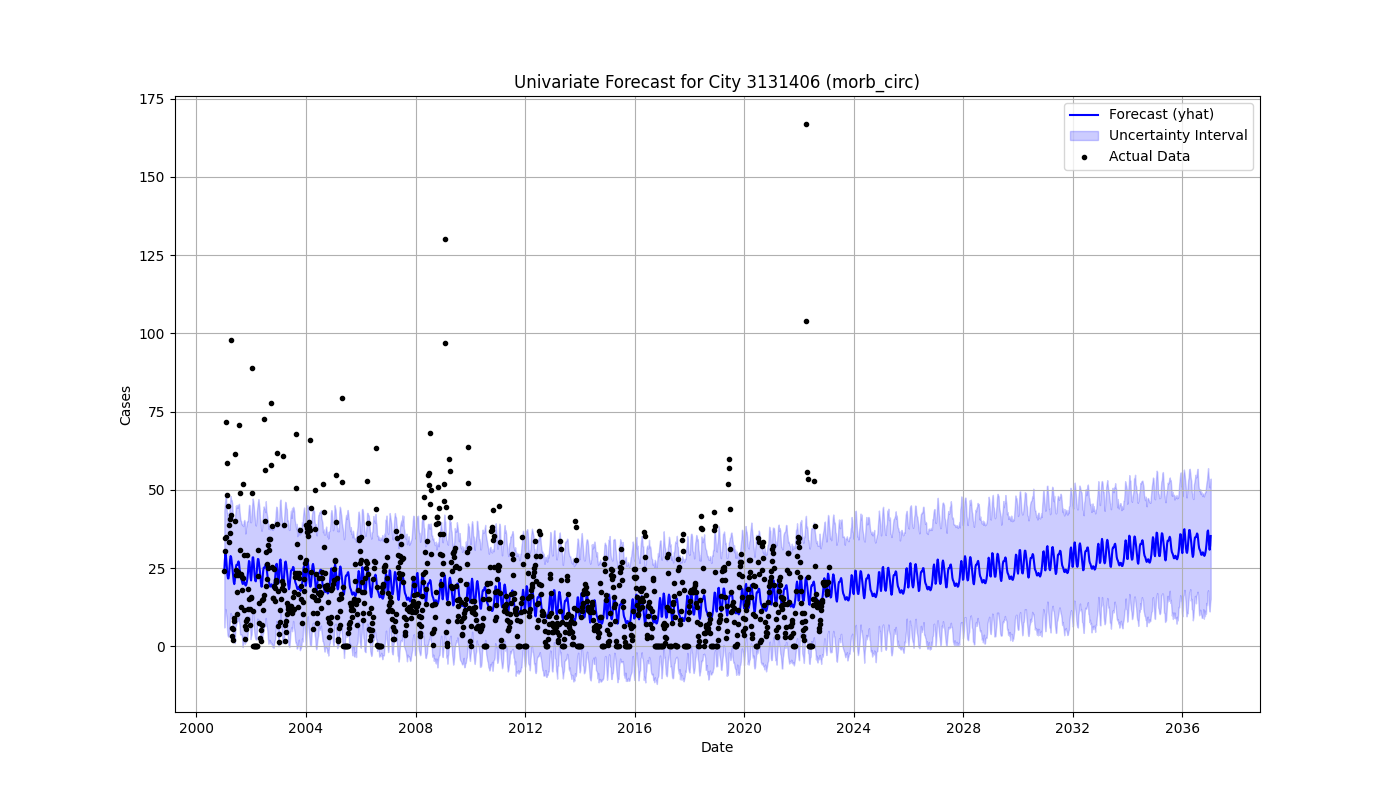 Univariate Forecast for City 3131406 (morb_circ)
Forecast (yhat)
Uncertainty Interval
Actual Data
Cases
175
150
125
100
75
50
25
0
2000 2004 2008 2012 2016 2020 2024 2028 2032 2036
Date